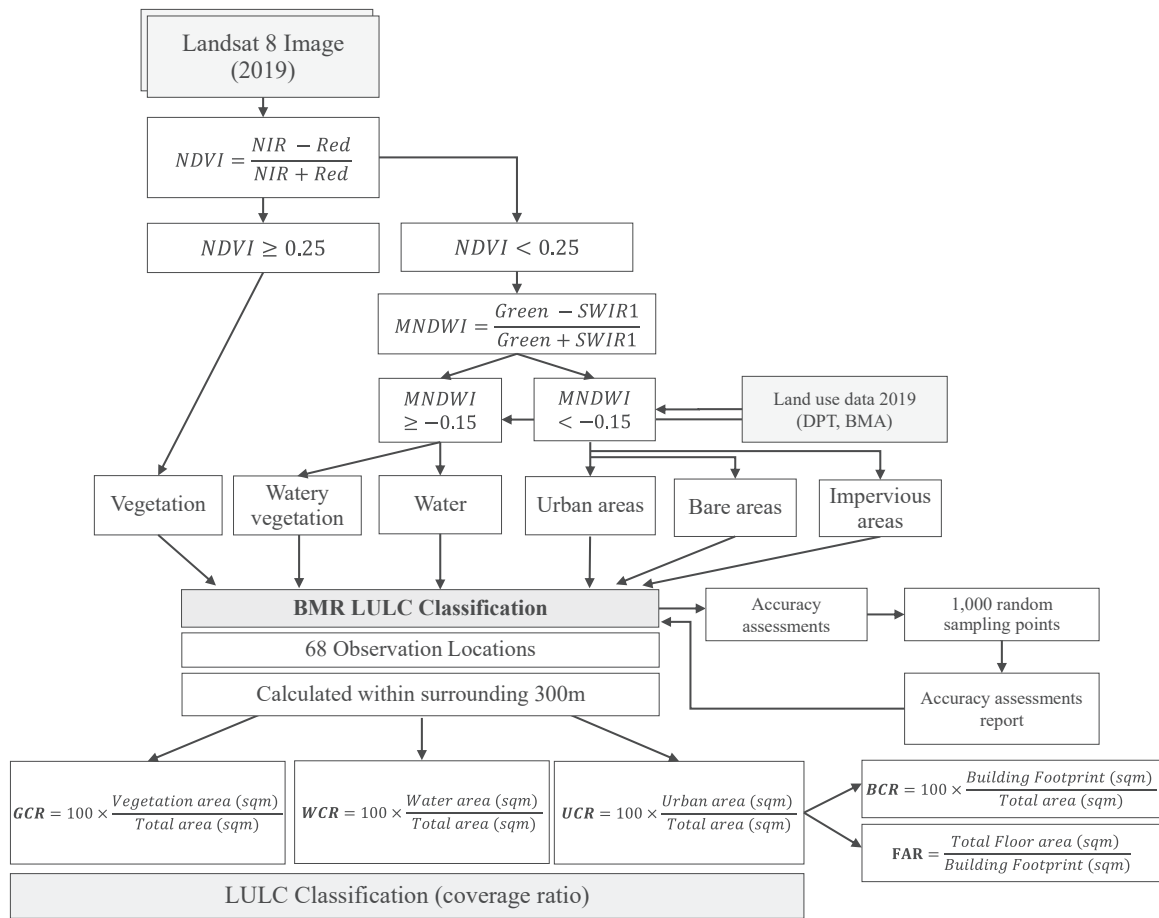 Landsat 8 Image
(2019)
NDVI = (NIR − Red) / (NIR + Red)
NDVI ≥ 0.25
NDVI < 0.25
MNDWI = (Green − SWIR1) / (Green + SWIR1)
MNDWI
≥ −0.15
MNDWI
< −0.15
Land use data 2019
(DPT, BMA)
Vegetation
Watery
vegetation
Water
Urban areas
Bare areas
Impervious
areas
BMR LULC Classification
Accuracy
assessments
1,000 random
sampling points
68 Observation Locations
Calculated within surrounding 300m
Accuracy assessments
report
GCR = 100 × Vegetation area (sqm) / Total area (sqm)
WCR = 100 × Water area (sqm) / Total area (sqm)
UCR = 100 × Urban area (sqm) / Total area (sqm)
BCR = 100 × Building Footprint (sqm) / Total area (sqm)
FAR = Total Floor area (sqm) / Building Footprint (sqm)
LULC Classification (coverage ratio)